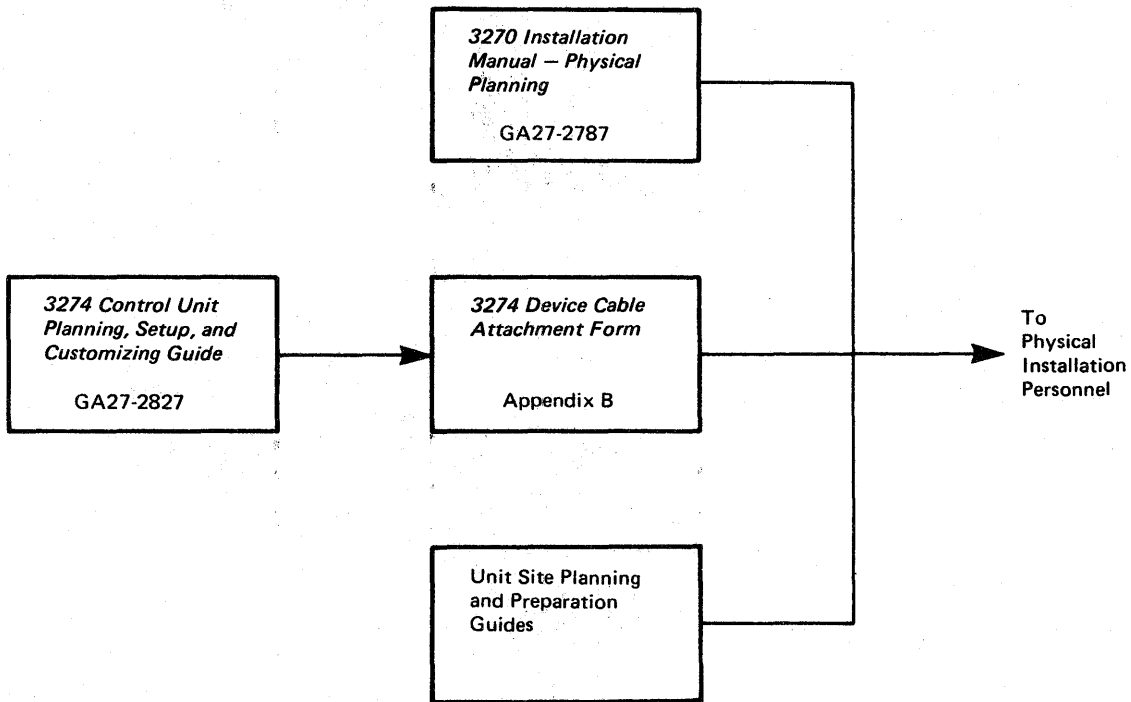 3270 Installation
Manual — Physical
Planning
GA27-2787
3274 Control Unit
Planning, Setup, and
Customizing Guide
GA27-2827
3274 Device Cable
Attachment Form
Appendix B
To
Physical
Installation
Personnel
Unit Site Planning
and Preparation
Guides